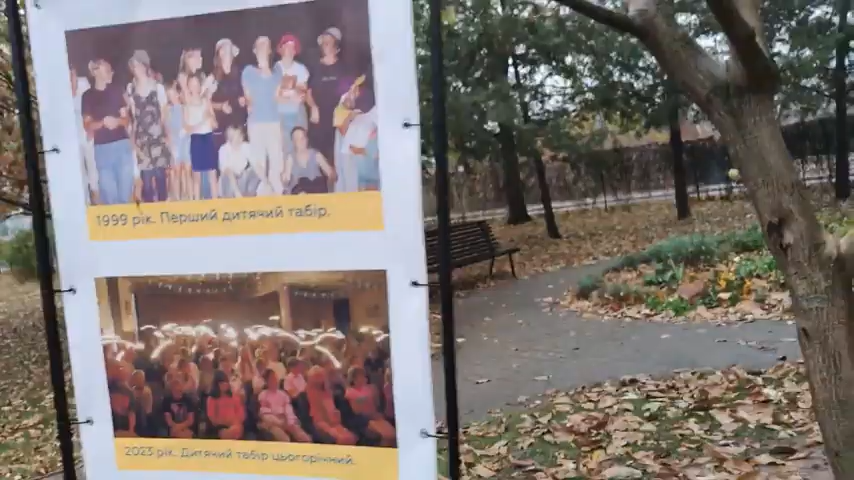 1999 рік. Перший дитячий табір.
2023 рік. Дитячий табір цьогорічний.